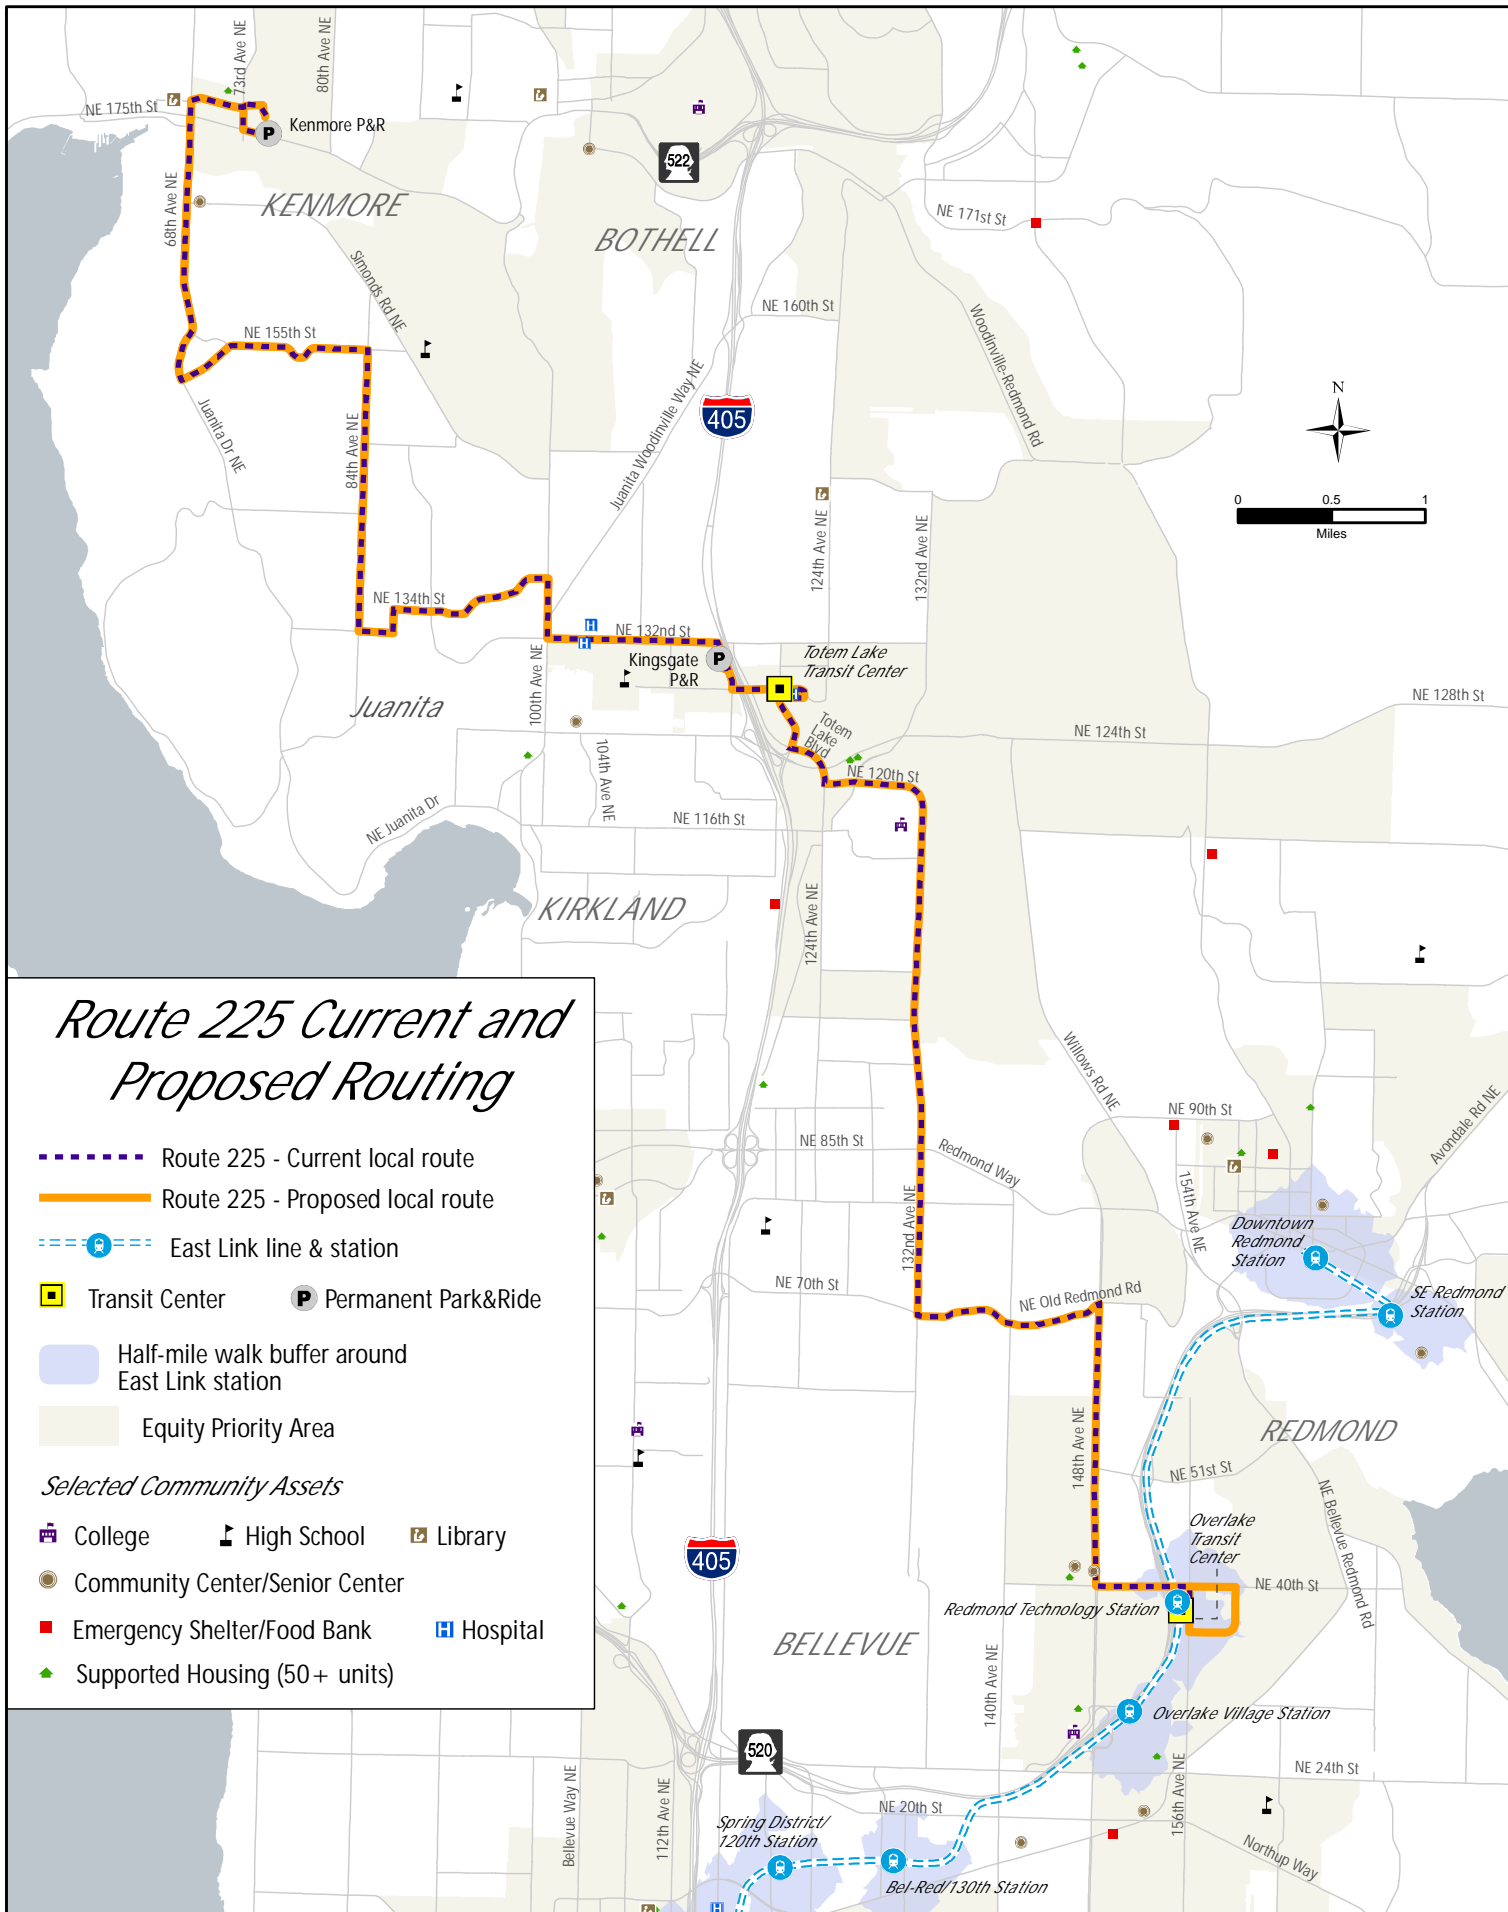 73rd Ave NE
80th Ave NE
NE 175th St
Kenmore P&R
P
522
68th Ave NE
KENMORE
BOTHELL
NE 171st St
Simonds Rd NE
NE 160th St
Woodinville-Redmond Rd
NE 155th St
Juanita Woodinville Way NE
405
N
Juanita Dr NE
84th Ave NE
0 0.5 1
Miles
124th Ave NE
132nd Ave NE
NE 134th St
H
H
NE 132nd St
Kingsgate
P&R
P
Totem Lake
Transit Center
100th Ave NE
Juanita
NE 128th St
Totem
Lake
Blvd
NE 124th St
104th Ave NE
NE 120th St
NE Juanita Dr
NE 116th St
KIRKLAND
124th Ave NE
Route 225 Current and
Proposed Routing
Route 225 - Current local route
Route 225 - Proposed local route
East Link line & station
Transit Center
P Permanent Park&Ride
Half-mile walk buffer around
East Link station
Equity Priority Area
Selected Community Assets
College
High School
Library
Community Center/Senior Center
Emergency Shelter/Food Bank
H Hospital
Supported Housing (50+ units)
Willows Rd NE
NE 90th St
Avondale Rd NE
NE 85th St
Redmond Way
154th Ave NE
132nd Ave NE
Downtown
Redmond
Station
NE 70th St
NE Old Redmond Rd
SE Redmond
Station
REDMOND
148th Ave NE
NE 51st St
NE Bellevue Redmond Rd
Overlake
Transit
Center
405
NE 40th St
Redmond Technology Station
BELLEVUE
140th Ave NE
Overlake Village Station
520
NE 24th St
Bellevue Way NE
112th Ave NE
NE 20th St
156th Ave NE
Spring District/
120th Station
Northup Way
Bel-Red/130th Station
H